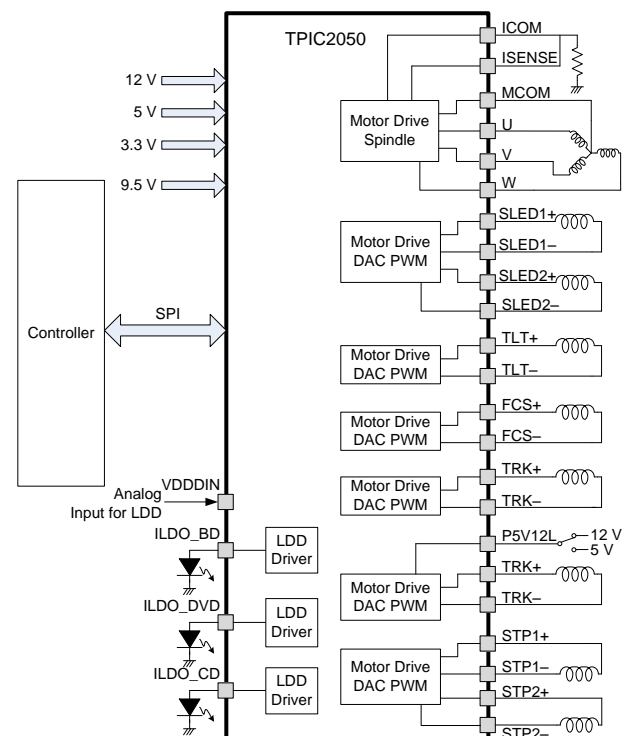 TPIC2050
12 V
5 V
3.3 V
9.5 V
Controller
SPI
VDDDIN
Analog
Input for LDD
ILDO_BD
LDD
Driver
ILDO_DVD
LDD
Driver
ILDO_CD
LDD
Driver
Motor Drive
Spindle
ICOM
ISENSE
MCOM
U
V
W
Motor Drive
DAC PWM
SLED1+
SLED1–
SLED2+
SLED2–
Motor Drive
DAC PWM
TLT+
TLT–
Motor Drive
DAC PWM
FCS+
FCS–
Motor Drive
DAC PWM
TRK+
TRK–
P5V12L
12 V
5 V
Motor Drive
DAC PWM
TRK+
TRK–
Motor Drive
DAC PWM
STP1+
STP1–
STP2+
STP2–